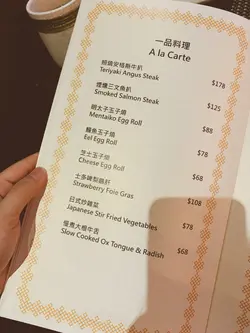 一品料理
A la Carte
照燒安格斯牛扒
Teriyaki Angus Steak
$178
煙燻三文魚扒
Smoked Salmon Steak
$125
明太子玉子燒
Mentaiko Egg Roll
$88
鰻魚玉子燒
Eel Egg Roll
$78
芝士玉子燒
Cheese Egg Roll
$68
士多啤梨鵝肝
Strawberry Foie Gras
$108
日式炒雜菜
Japanese Stir Fried Vegetables
$78
慢煮大根牛舌
Slow Cooked Ox Tongue & Radish
$68